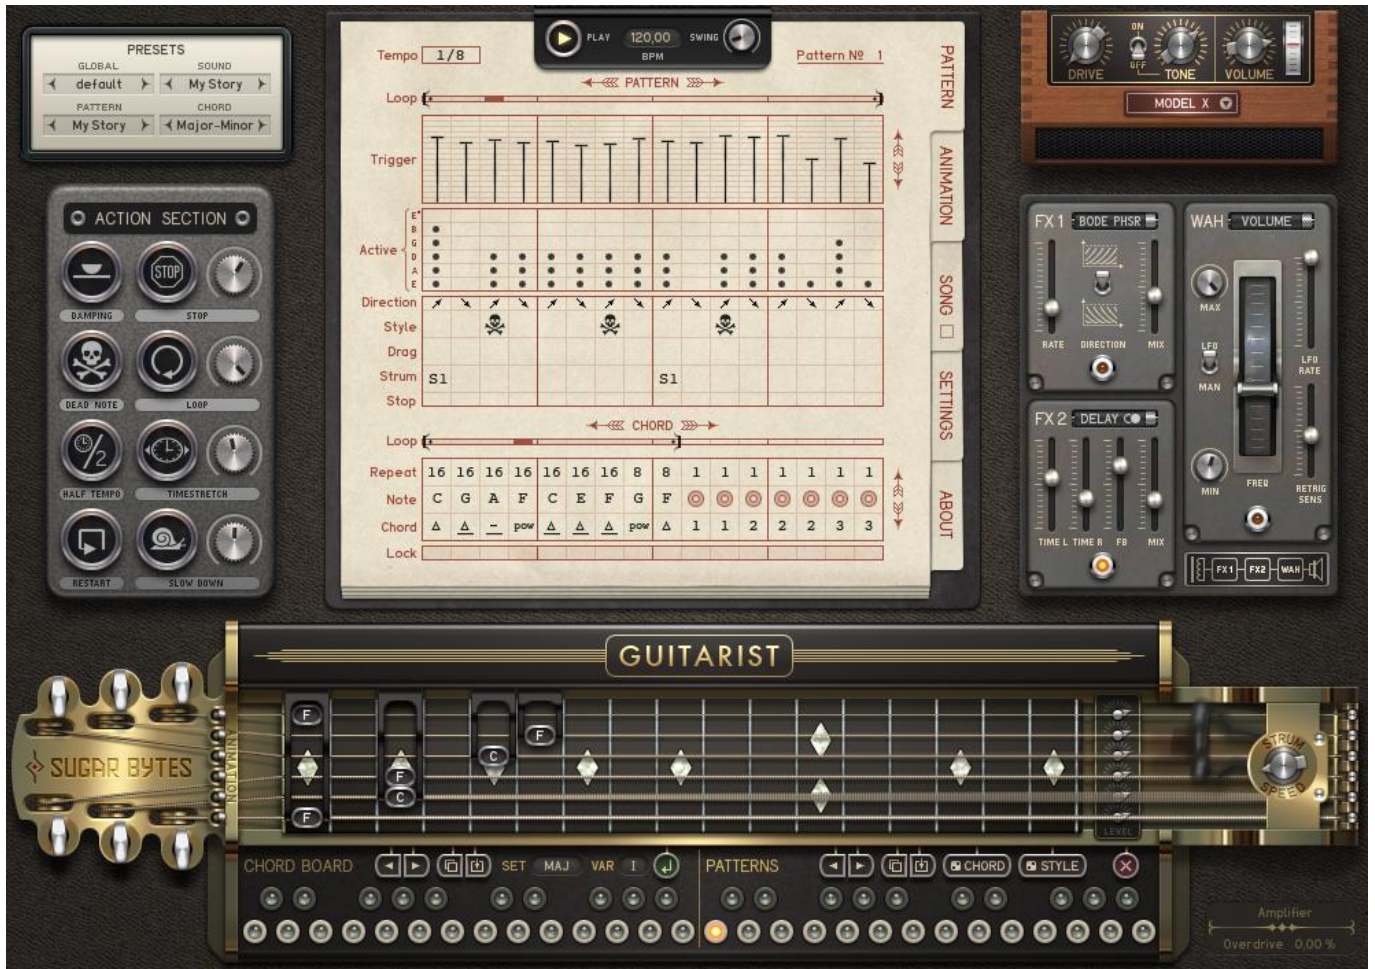 PRESETS
GLOBAL SOUND
default My Story
PATTERN CHORD
My Story Major-Minor
ACTION SECTION
STOP
DAMPING STOP
DEAD NOTE LOOP
1/2
HALF TEMPO TIMESTRETCH
RESTART SLOW DOWN
PLAY 120,00 SWING
BPM
Tempo 1/8 Pattern Nº 1
PATTERN
Loop
Trigger
E'
B
G
Active D
A
E
Direction
Style
Drag
Strum S1 S1
Stop
CHORD
Loop
Repeat 16 16 16 16 16 16 16 8 8 1 1 1 1 1 1 1
Note C G A F C E F G F
Chord Δ Δ - pow Δ Δ Δ pow Δ 1 1 2 2 2 3 3
Lock
PATTERN
ANIMATION
SONG
SETTINGS
ABOUT
ON
OFF
DRIVE TONE VOLUME
MODEL X
FX1 BODE PHSR
RATE DIRECTION MIX
FX2 DELAY C
TIME L TIME R FB MIX
WAH VOLUME
MAX
LFO
MAN
LFO
RATE
MIN
FREQ
RETRIG
SENS
FX1 FX2 WAH
GUITARIST
SUGAR BYTES
ANIMATION
F
F
C
F
C
F
LEVEL
STRUM
SPEED
CHORD BOARD SET MAJ VAR I PATTERNS CHORD STYLE
Amplifier
Overdrive 0,00 %